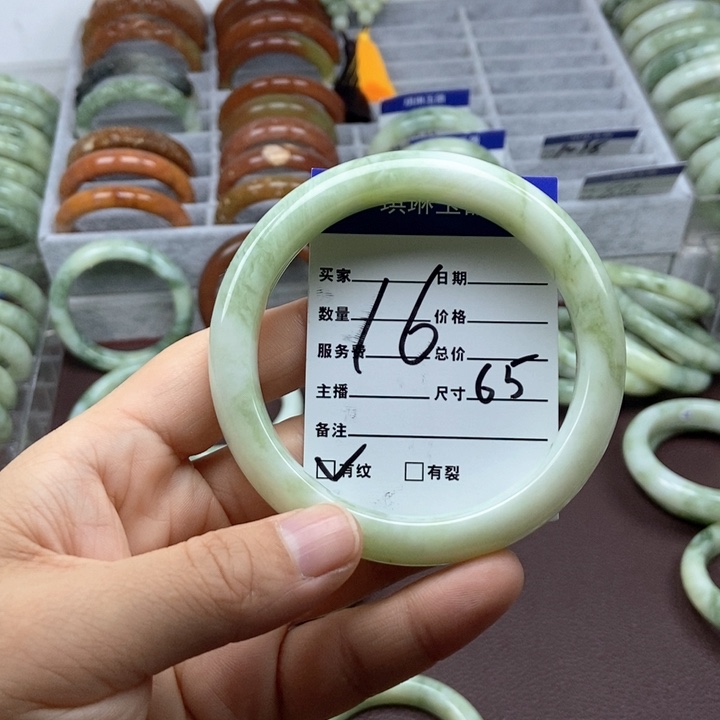 买家 日期
数量 价格
16
服务费 总价
主播 尺寸 65
备注
有纹 有裂